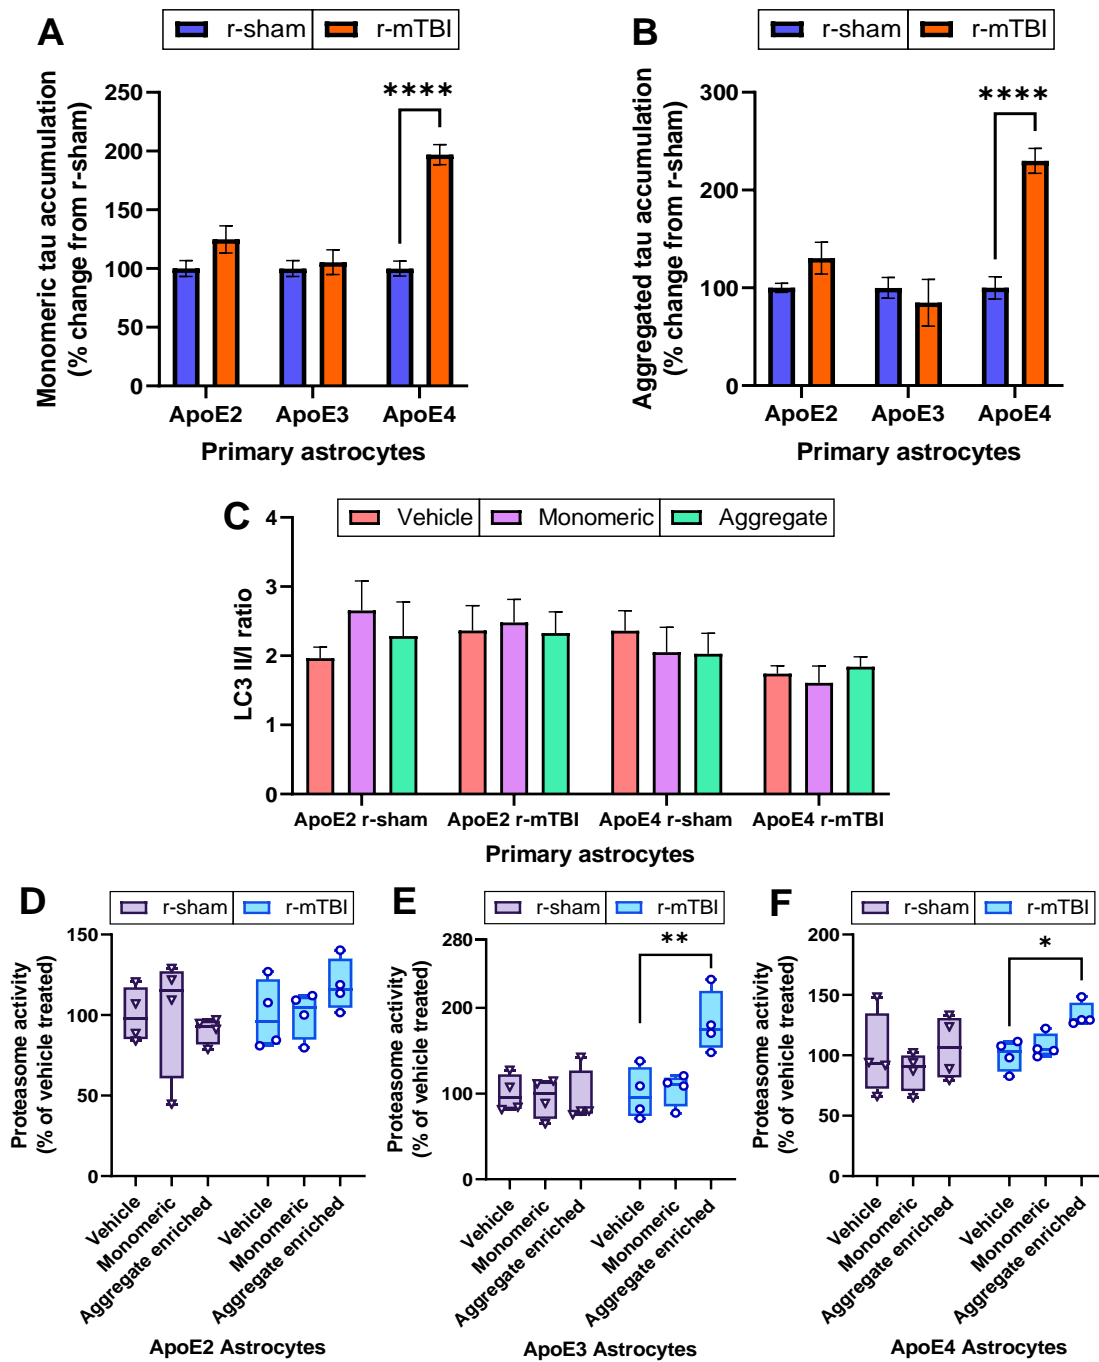 A
r-sham
r-mTBI
Monomeric tau accumulation
(% change from r-sham)
250
200
150
100
50
0
****
ApoE2
ApoE3
ApoE4
Primary astrocytes
B
r-sham
r-mTBI
Aggregated tau accumulation
(% change from r-sham)
300
200
100
0
****
ApoE2
ApoE3
ApoE4
Primary astrocytes
C
Vehicle
Monomeric
Aggregate
LC3 II/I ratio
4
3
2
1
0
ApoE2 r-sham
ApoE2 r-mTBI
ApoE4 r-sham
ApoE4 r-mTBI
Primary astrocytes
D
r-sham
r-mTBI
Proteasome activity
(% of vehicle treated)
150
100
50
0
Vehicle
Monomeric
Aggregate enriched
Vehicle
Monomeric
Aggregate enriched
ApoE2 Astrocytes
E
r-sham
r-mTBI
Proteasome activity
(% of vehicle treated)
280
200
100
0
**
Vehicle
Monomeric
Aggregate enriched
Vehicle
Monomeric
Aggregate enriched
ApoE3 Astrocytes
F
r-sham
r-mTBI
Proteasome activity
(% of vehicle treated)
200
150
100
50
0
*
Vehicle
Monomeric
Aggregate enriched
Vehicle
Monomeric
Aggregate enriched
ApoE4 Astrocytes